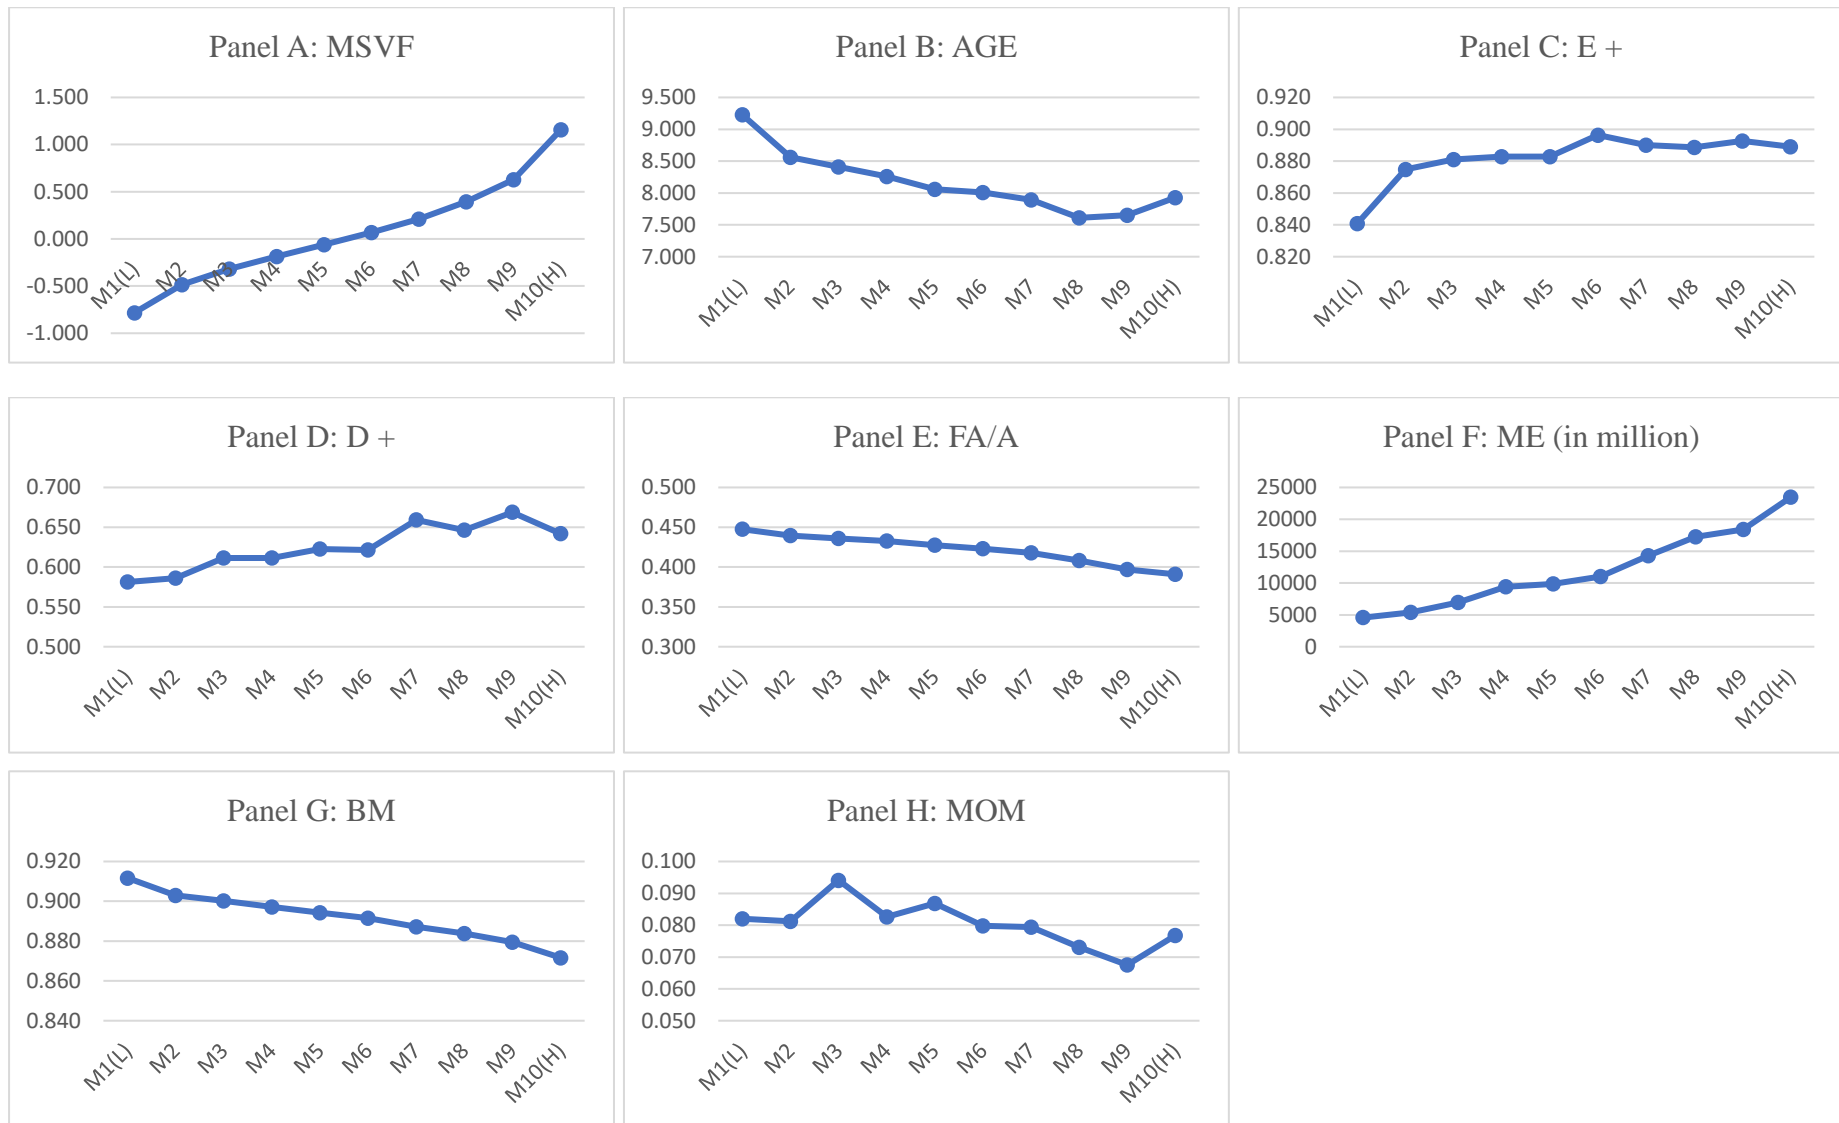 Panel A: MSVF
1.500
1.000
0.500
0.000
-0.500
-1.000
M1(L) M2 M3 M4 M5 M6 M7 M8 M9 M10(H)
Panel B: AGE
9.500
9.000
8.500
8.000
7.500
7.000
M1(L) M2 M3 M4 M5 M6 M7 M8 M9 M10(H)
Panel C: E +
0.920
0.900
0.880
0.860
0.840
0.820
M1(L) M2 M3 M4 M5 M6 M7 M8 M9 M10(H)
Panel D: D +
0.700
0.650
0.600
0.550
0.500
M1(L) M2 M3 M4 M5 M6 M7 M8 M9 M10(H)
Panel E: FA/A
0.500
0.450
0.400
0.350
0.300
M1(L) M2 M3 M4 M5 M6 M7 M8 M9 M10(H)
Panel F: ME (in million)
25000
20000
15000
10000
5000
0
M1(L) M2 M3 M4 M5 M6 M7 M8 M9 M10(H)
Panel G: BM
0.920
0.900
0.880
0.860
0.840
M1(L) M2 M3 M4 M5 M6 M7 M8 M9 M10(H)
Panel H: MOM
0.100
0.090
0.080
0.070
0.060
0.050
M1(L) M2 M3 M4 M5 M6 M7 M8 M9 M10(H)